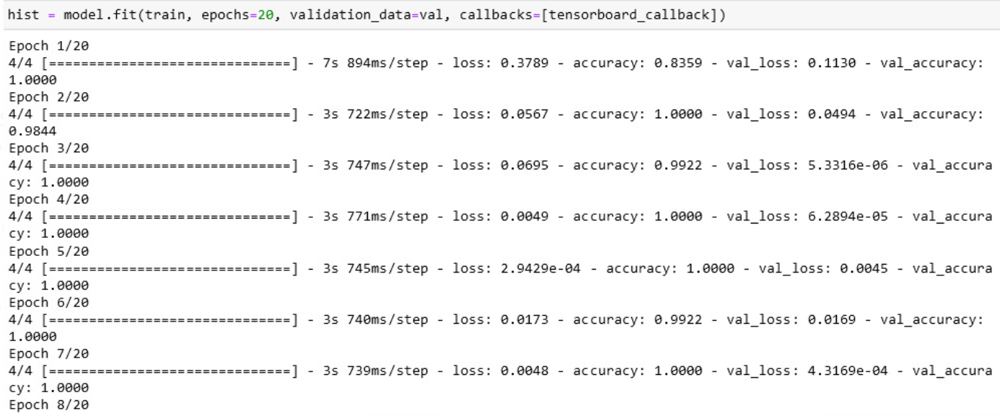 hist = model.fit(train, epochs=20, validation_data=val, callbacks=[tensorboard_callback])
Epoch 1/20
4/4 [==============================] - 7s 894ms/step - loss: 0.3789 - accuracy: 0.8359 - val_loss: 0.1130 - val_accuracy:
1.0000
Epoch 2/20
4/4 [==============================] - 3s 722ms/step - loss: 0.0567 - accuracy: 1.0000 - val_loss: 0.0494 - val_accuracy:
0.9844
Epoch 3/20
4/4 [==============================] - 3s 747ms/step - loss: 0.0695 - accuracy: 0.9922 - val_loss: 5.3316e-06 - val_accura
cy: 1.0000
Epoch 4/20
4/4 [==============================] - 3s 771ms/step - loss: 0.0049 - accuracy: 1.0000 - val_loss: 6.2894e-05 - val_accura
cy: 1.0000
Epoch 5/20
4/4 [==============================] - 3s 745ms/step - loss: 2.9429e-04 - accuracy: 1.0000 - val_loss: 0.0045 - val_accura
cy: 1.0000
Epoch 6/20
4/4 [==============================] - 3s 740ms/step - loss: 0.0173 - accuracy: 0.9922 - val_loss: 0.0169 - val_accuracy:
1.0000
Epoch 7/20
4/4 [==============================] - 3s 739ms/step - loss: 0.0048 - accuracy: 1.0000 - val_loss: 4.3169e-04 - val_accura
cy: 1.0000
Epoch 8/20